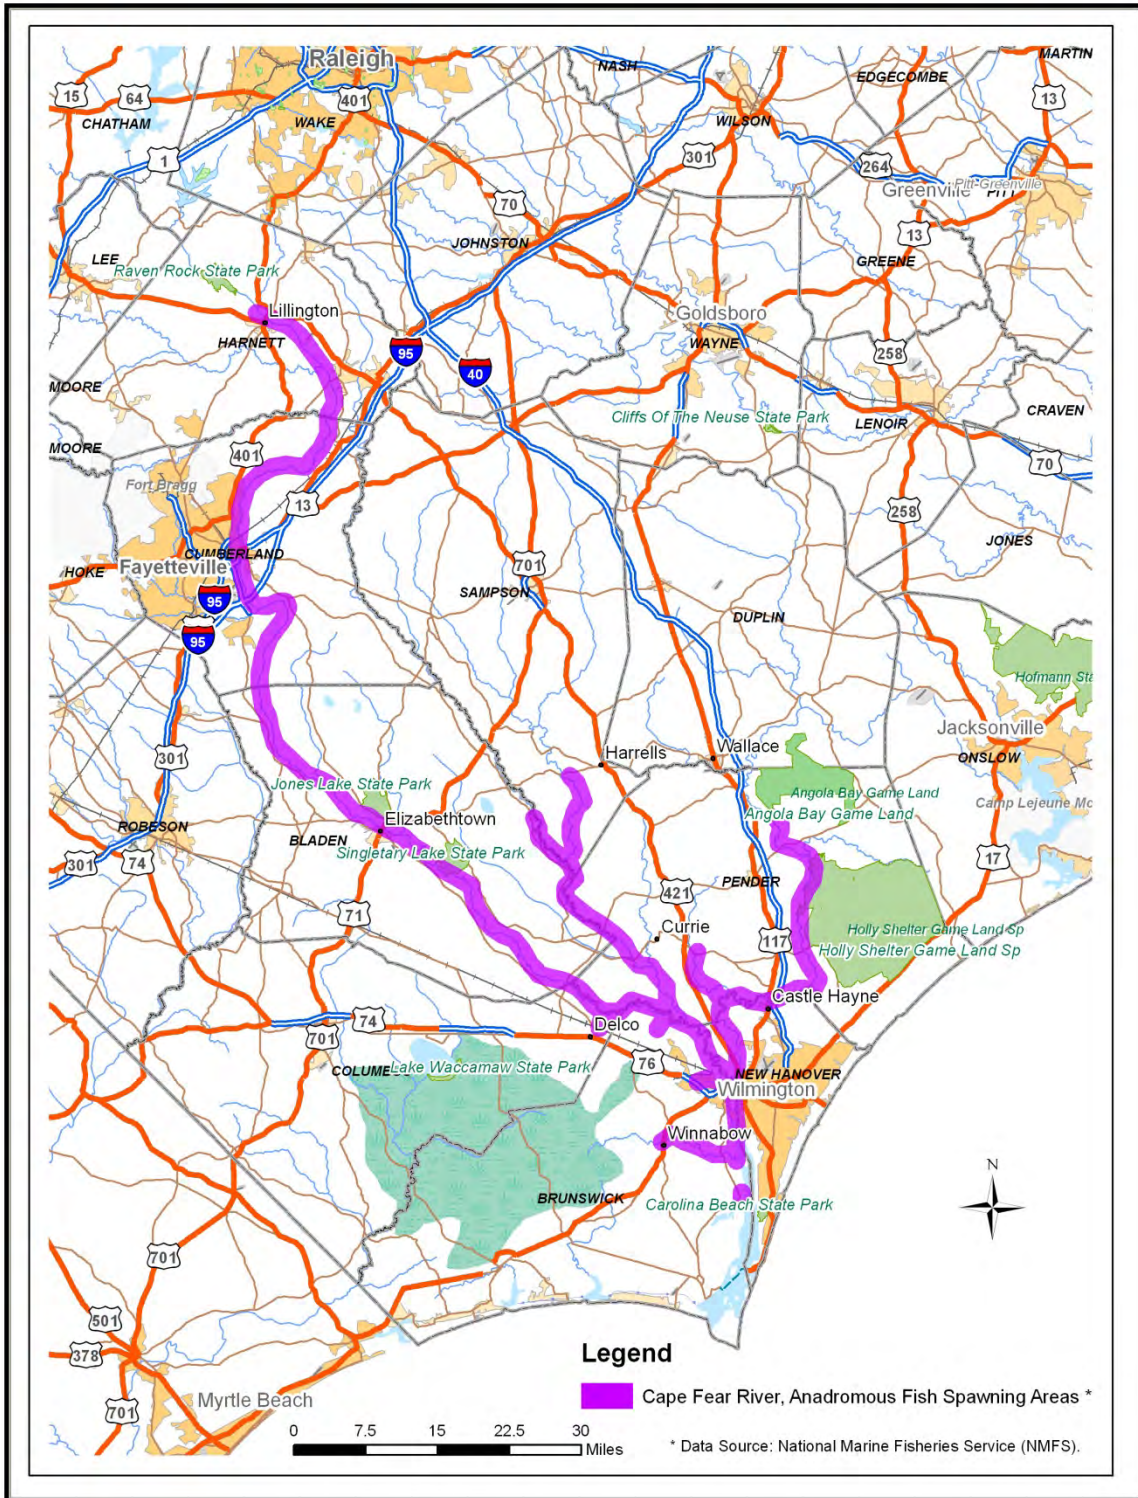 Raleigh
MARTIN
NASH
EDGECOMBE
15
64
401
13
CHATHAM
WAKE
WILSON
1
301
264
Greenville
Pitt-Greenville
PITT
70
13
JOHNSTON
LEE
GREENE
Raven Rock State Park
Lillington
Goldsboro
HARNETT
WAYNE
95
258
40
MOORE
CRAVEN
Cliffs Of The Neuse State Park
LENOIR
MOORE
401
70
Fort Bragg
13
258
JONES
CUMBERLAND
Fayetteville
HOKE
701
SAMPSON
95
DUPLIN
95
Hofmann Sta
Jacksonville
301
Harrells
Wallace
ONSLOW
Jones Lake State Park
Angola Bay Game Land
Camp Lejeune Mc
Angola Bay Game Land
Elizabethtown
ROBESON
BLADEN
Singletary Lake State Park
301
74
17
PENDER
421
71
Currie
Holly Shelter Game Land Sp
117
Holly Shelter Game Land Sp
Castle Hayne
74
Delco
701
76
Lake Waccamaw State Park
NEW HANOVER
Wilmington
Winnabow
N
BRUNSWICK
Carolina Beach State Park
701
501
378
Legend
Cape Fear River, Anadromous Fish Spawning Areas *
Myrtle Beach
701
0 7.5 15 22.5 30
Miles
* Data Source: National Marine Fisheries Service (NMFS).